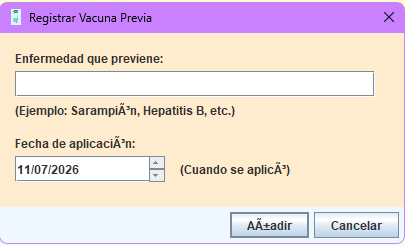 Registrar Vacuna Previa
Enfermedad que previene:
(Ejemplo: SarampiÃ³n, Hepatitis B, etc.)
Fecha de aplicaciÃ³n:
11/07/2026 (Cuando se aplicÃ³)
AÃ±adir Cancelar